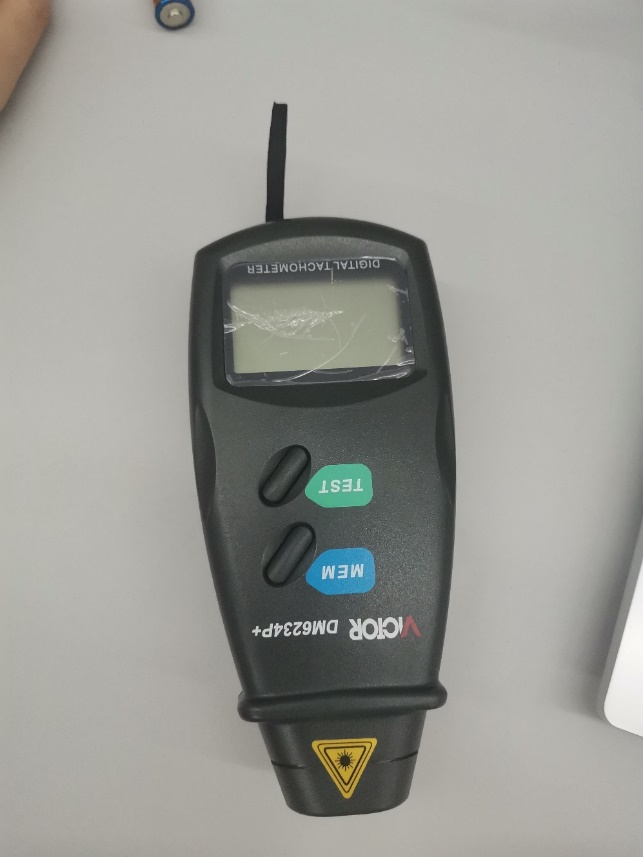 VICTOR DM6234P+
MEM
TEST
DIGITAL TACHOMETER